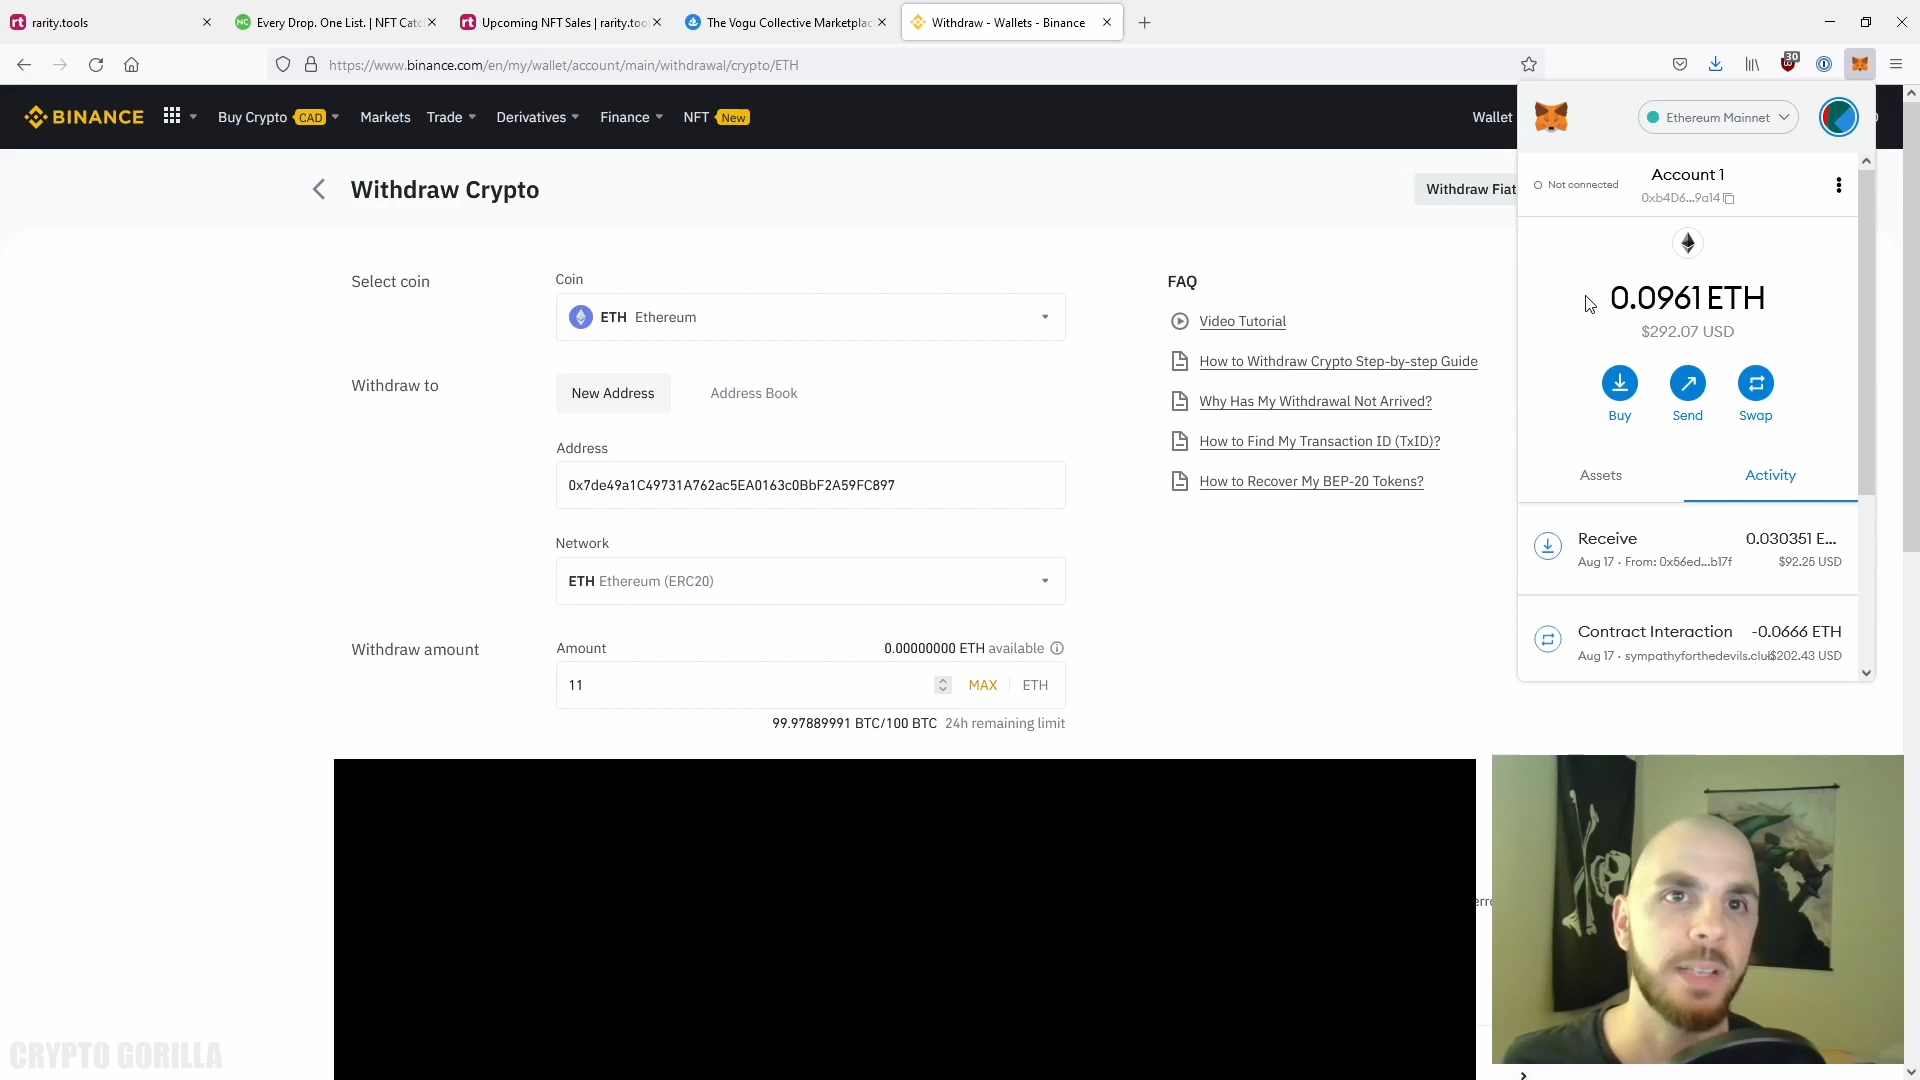 rarity.tools
Every Drop. One List. | NFT Catc
Upcoming NFT Sales | rarity.tool
The Vogu Collective Marketplac
Withdraw - Wallets - Binance
https://www.binance.com/en/my/wallet/account/main/withdrawal/crypto/ETH
30
BINANCE
Buy Crypto CAD
Markets
Trade
Derivatives
Finance
NFT New
Wallet
Ethereum Mainnet
Withdraw Crypto
Withdraw Fiat
Not connected
Account 1
0xb4D6...9a14
Select coin
Coin
ETH Ethereum
FAQ
Video Tutorial
How to Withdraw Crypto Step-by-step Guide
Why Has My Withdrawal Not Arrived?
How to Find My Transaction ID (TxID)?
How to Recover My BEP-20 Tokens?
0.0961 ETH
$292.07 USD
Buy
Send
Swap
Withdraw to
New Address
Address Book
Address
0x7de49a1C49731A762ac5EA0163c0BbF2A59FC897
Assets
Activity
Network
ETH Ethereum (ERC20)
Receive
0.030351 E...
Aug 17 · From: 0x56ed...b17f
$92.25 USD
Contract Interaction
-0.0666 ETH
Aug 17 · sympathyforthedevils.club
-$202.43 USD
Withdraw amount
Amount
0.00000000 ETH available
11
MAX
ETH
99.97889991 BTC/100 BTC 24h remaining limit
CRYPTO GORILLA